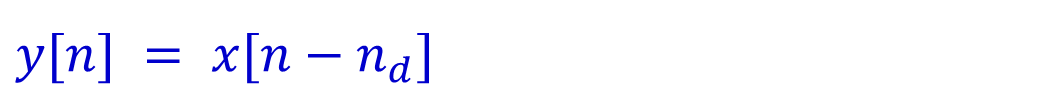 y[n] = x[n − n_d]